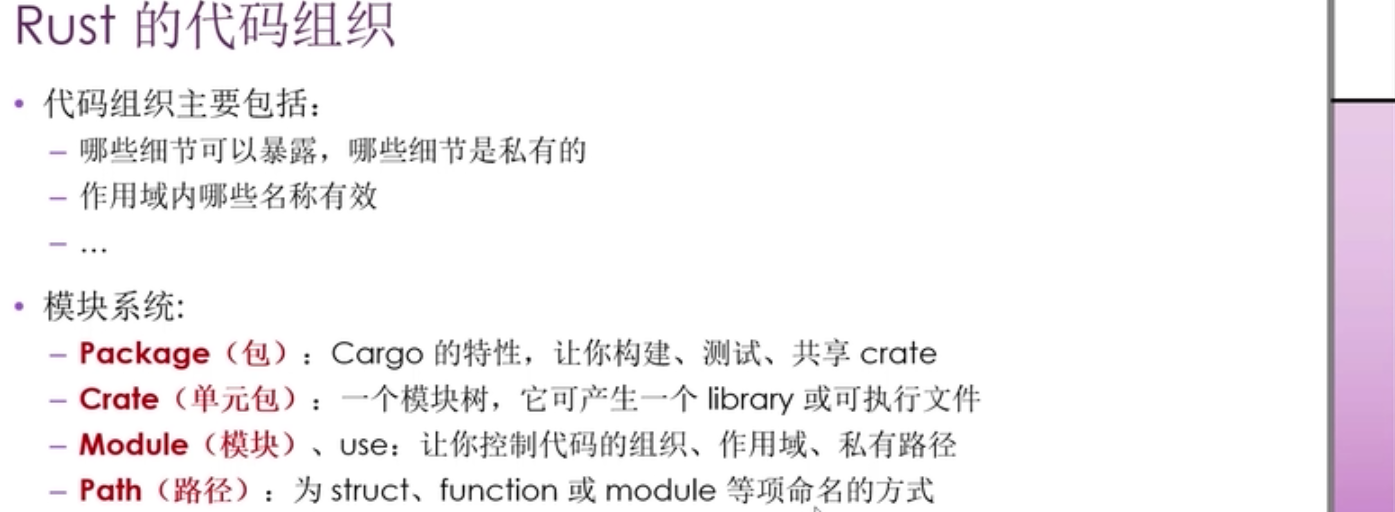 Rust 的代码组织
• 代码组织主要包括：
– 哪些细节可以暴露，哪些细节是私有的
– 作用域内哪些名称有效
– …
• 模块系统:
– Package（包）：Cargo 的特性，让你构建、测试、共享 crate
– Crate（单元包）：一个模块树，它可产生一个 library 或可执行文件
– Module（模块）、use：让你控制代码的组织、作用域、私有路径
– Path（路径）：为 struct、function 或 module 等项命名的方式